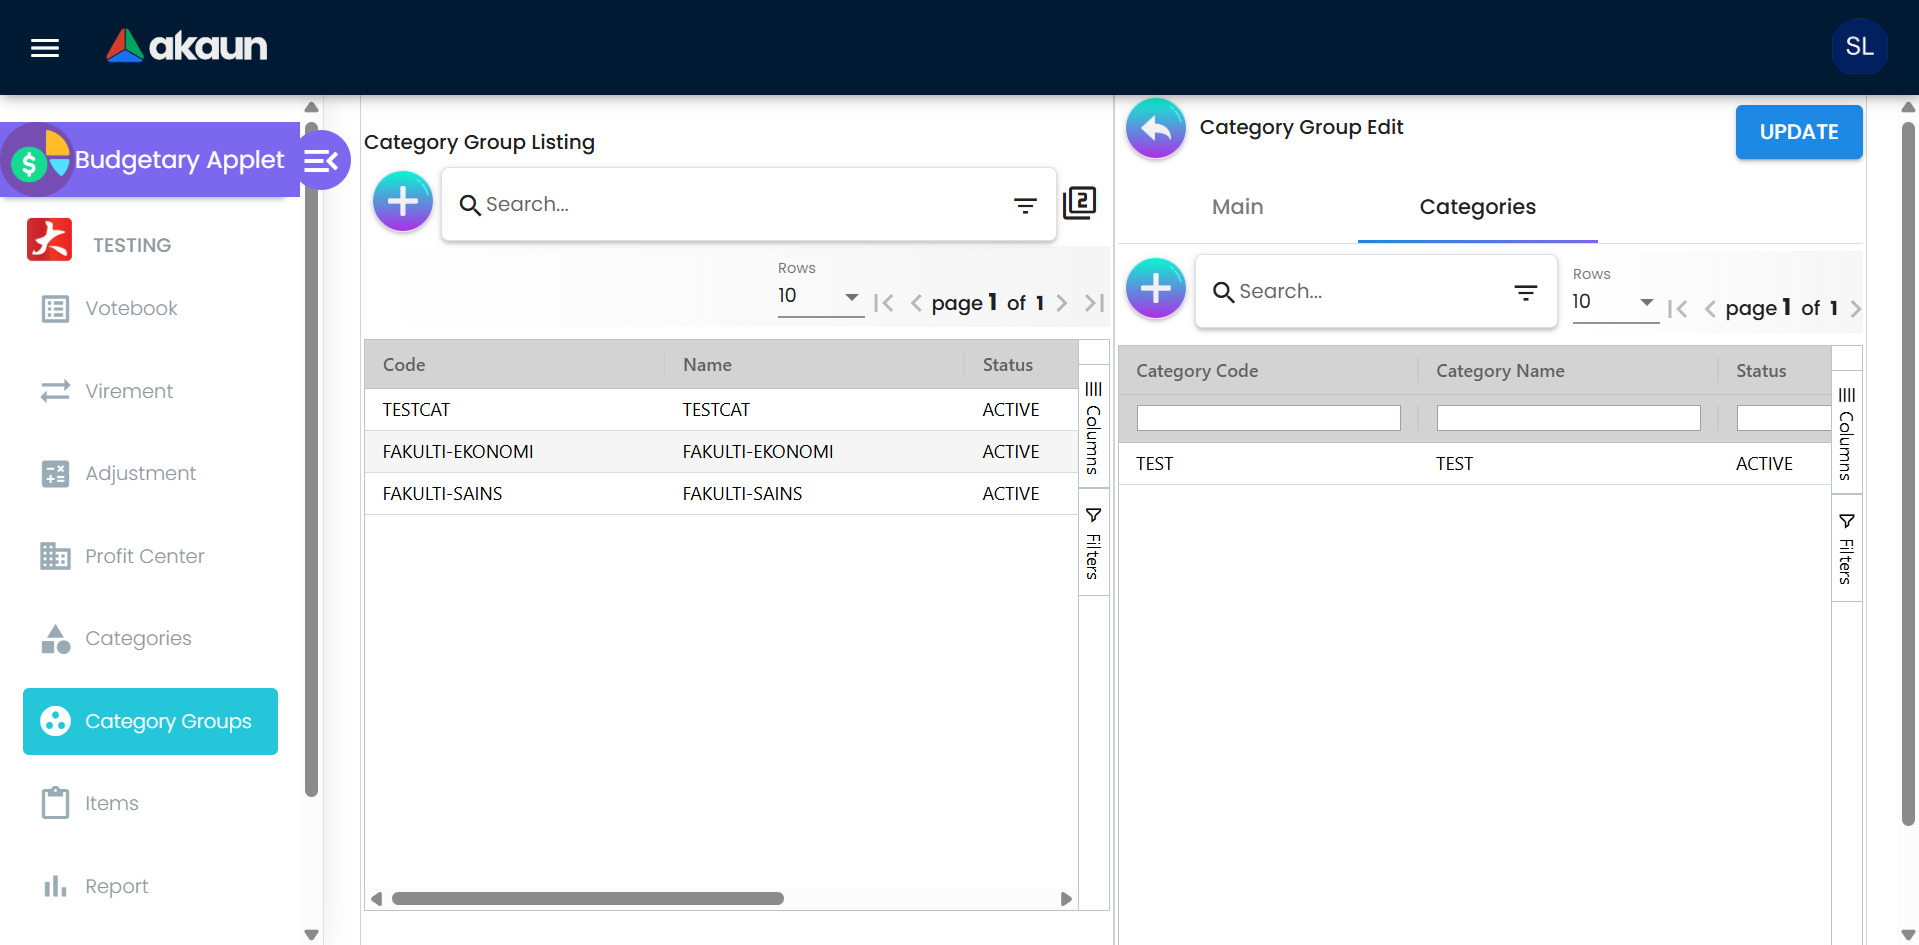 akaun
SL
Budgetary Applet
TESTING
Votebook
Virement
Adjustment
Profit Center
Categories
Category Groups
Items
Report
Category Group Listing
Search...
2
Rows
10
page 1 of 1
Code Name Status
TESTCAT TESTCAT ACTIVE
FAKULTI-EKONOMI FAKULTI-EKONOMI ACTIVE
FAKULTI-SAINS FAKULTI-SAINS ACTIVE
Columns
Filters
Category Group Edit
UPDATE
Main Categories
Search...
Rows
10
page 1 of 1
Category Code Category Name Status
TEST TEST ACTIVE
Columns
Filters